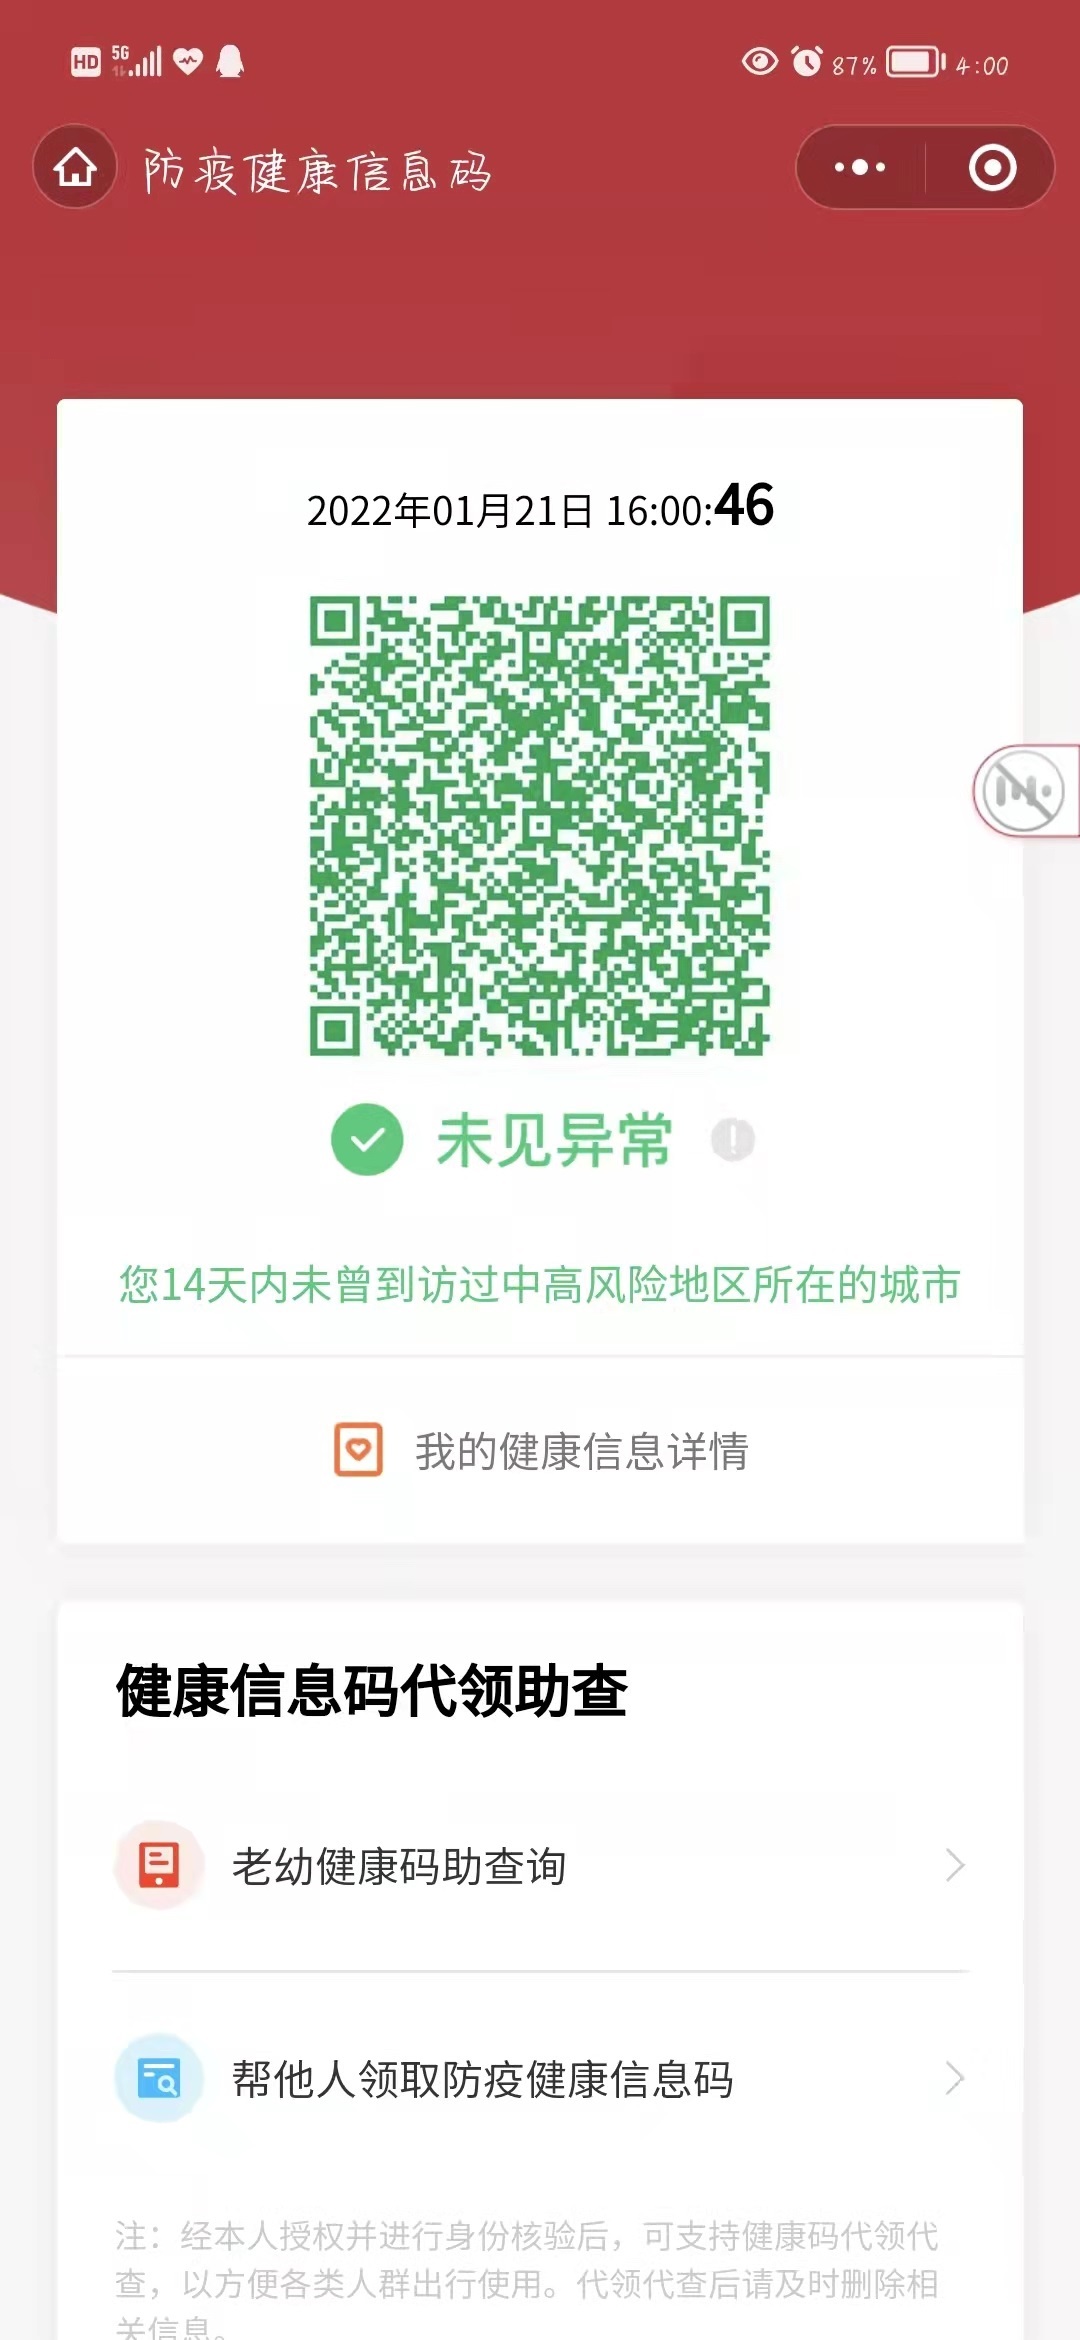 HD 5G 87% 4:00
防疫健康信息码
2022年01月21日 16:00:46
未见异常
您14天内未曾到访过中高风险地区所在的城市
我的健康信息详情
健康信息码代领助查
老幼健康码助查询
帮他人领取防疫健康信息码
注：经本人授权并进行身份核验后，可支持健康码代领代
查，以方便各类人群出行使用。代领代查后请及时删除相
关信息。